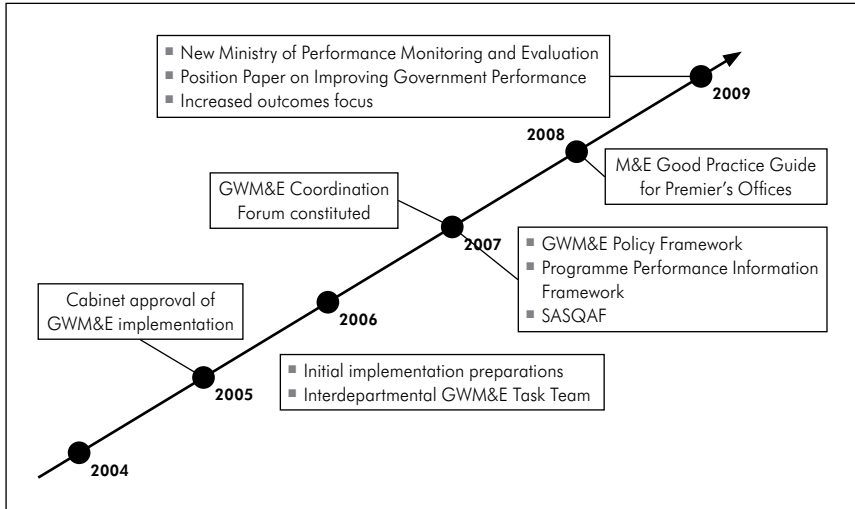 ■ New Ministry of Performance Monitoring and Evaluation
■ Position Paper on Improving Government Performance
■ Increased outcomes focus
2009
2008
M&E Good Practice Guide
for Premier's Offices
GWM&E Coordination
Forum constituted
2007
■ GWM&E Policy Framework
■ Programme Performance Information
Framework
■ SASQAF
Cabinet approval of
GWM&E implementation
2006
2005
■ Initial implementation preparations
■ Interdepartmental GWM&E Task Team
2004